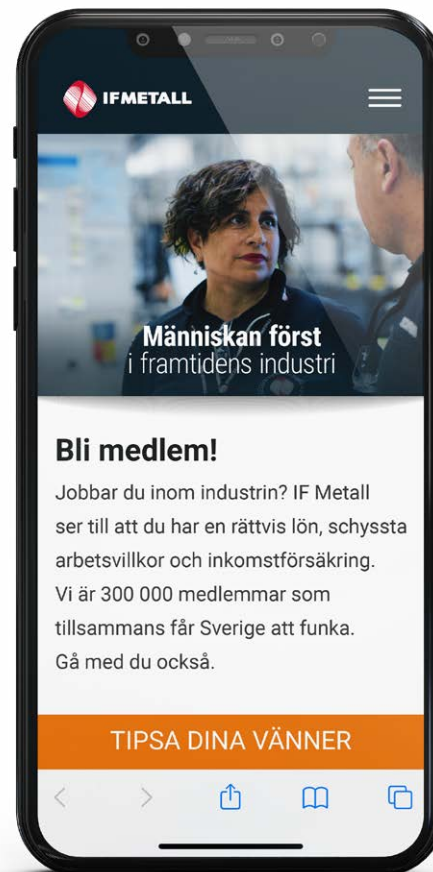 IFMETALL
Människan först
i framtidens industri
Bli medlem!
Jobbar du inom industrin? IF Metall
ser till att du har en rättvis lön, schyssta
arbetsvillkor och inkomstförsäkring.
Vi är 300 000 medlemmar som
tillsammans får Sverige att funka.
Gå med du också.
TIPSA DINA VÄNNER